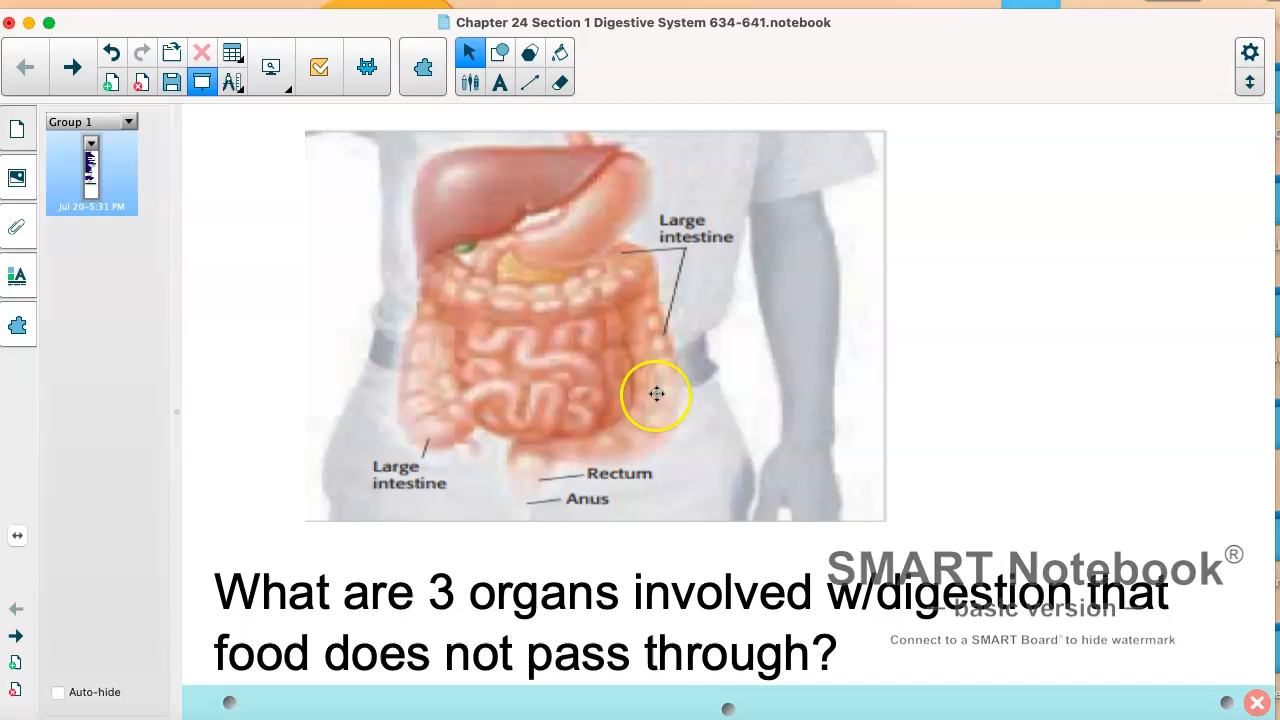 Chapter 24 Section 1 Digestive System 634-641.notebook
Group 1
Jul 20-5:31 PM
Large
intestine
Large
intestine
Rectum
Anus
What are 3 organs involved w/digestion that
food does not pass through?
SMART Notebook®
— basic version —
Connect to a SMART Board® to hide watermark
Auto-hide